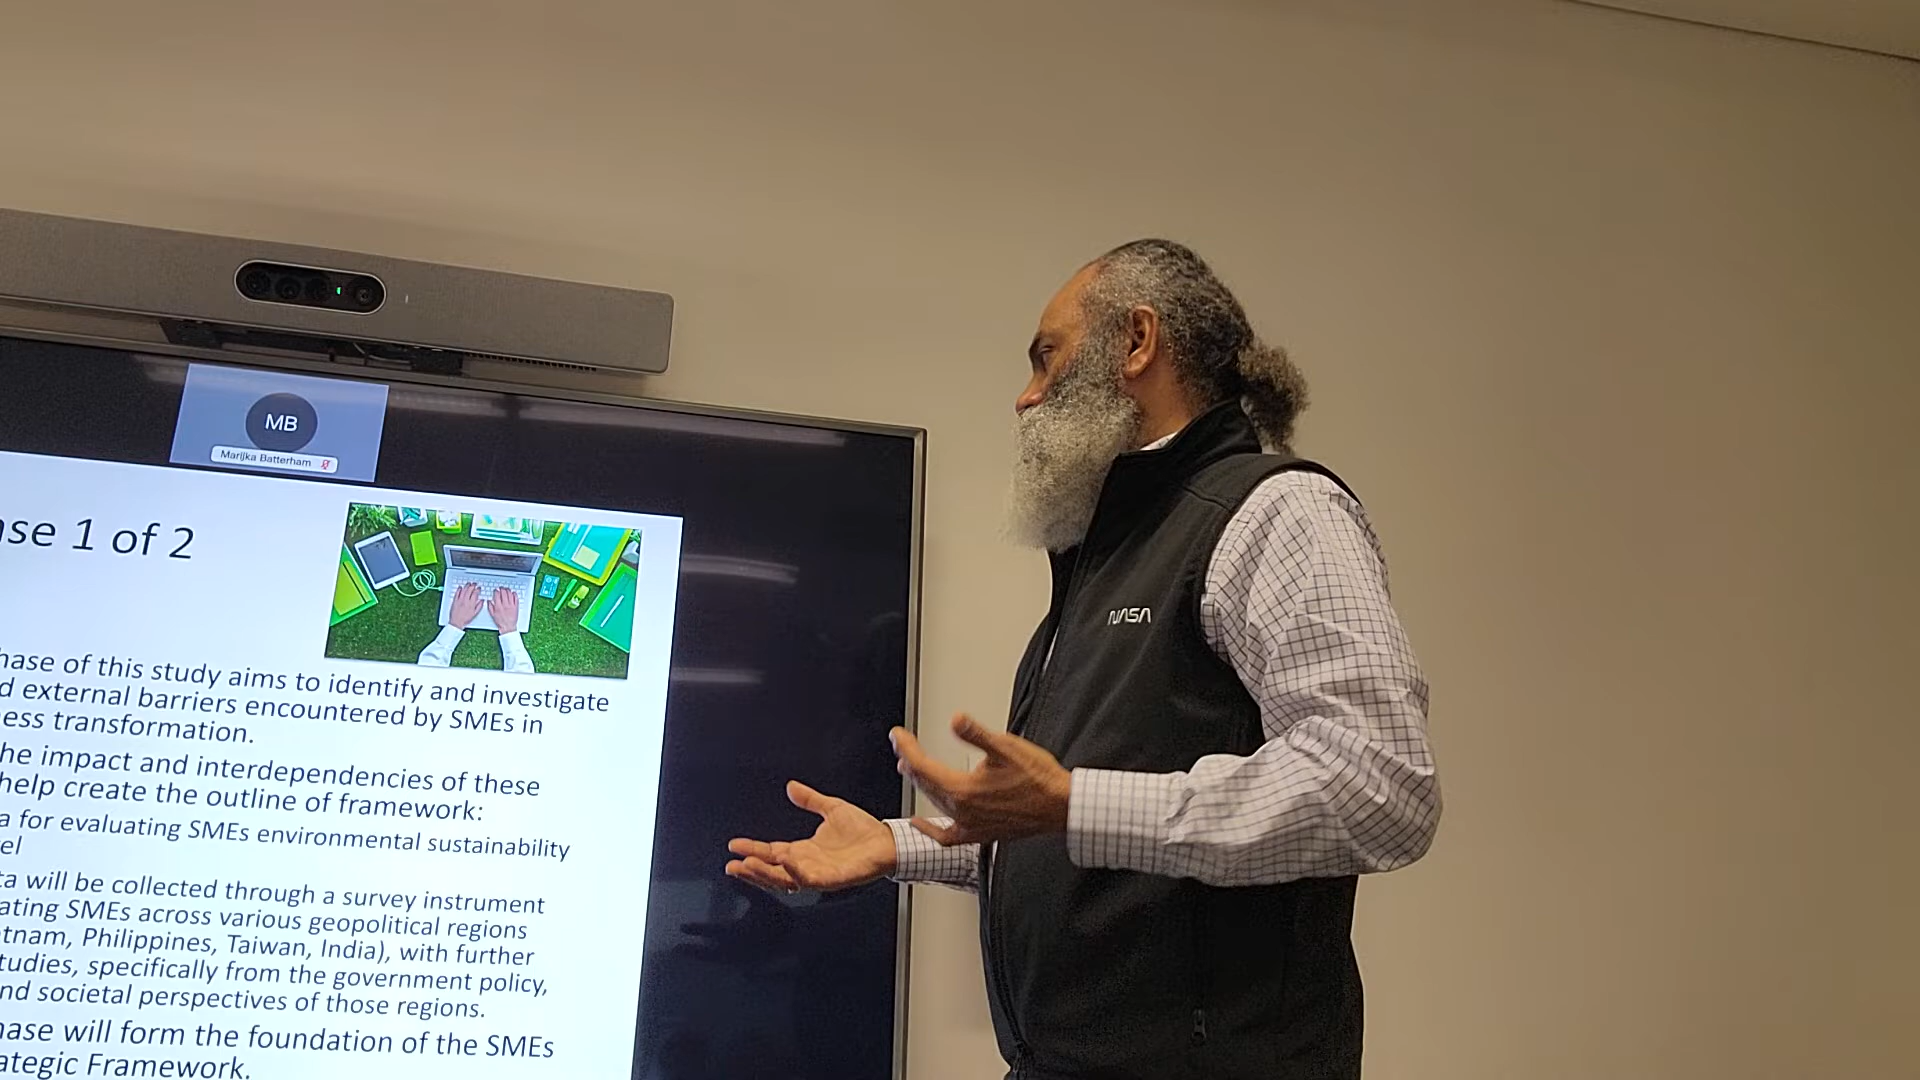 MB
Marijka Batterham
ase 1 of 2
hase of this study aims to identify and investigate
d external barriers encountered by SMEs in
ess transformation.
he impact and interdependencies of these
help create the outline of framework:
a for evaluating SMEs environmental sustainability
el
ta will be collected through a survey instrument
ating SMEs across various geopolitical regions
tnam, Philippines, Taiwan, India), with further
tudies, specifically from the government policy,
nd societal perspectives of those regions.
hase will form the foundation of the SMEs
ategic Framework.
NASA